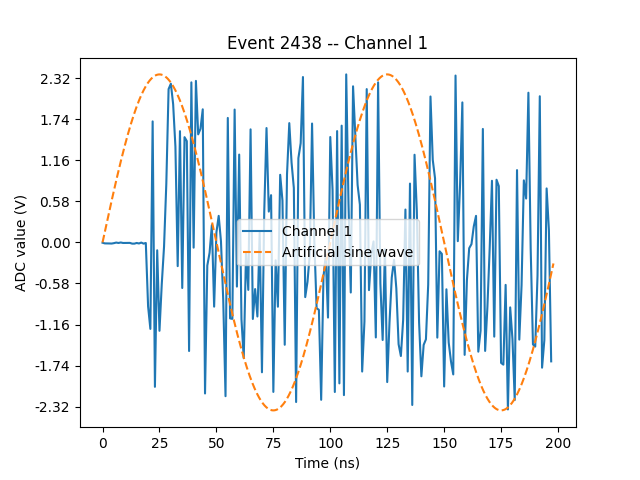 Event 2438 -- Channel 1
ADC value (V)
2.32
1.74
1.16
0.58
0.00
-0.58
-1.16
-1.74
-2.32
Channel 1
Artificial sine wave
0 25 50 75 100 125 150 175 200
Time (ns)